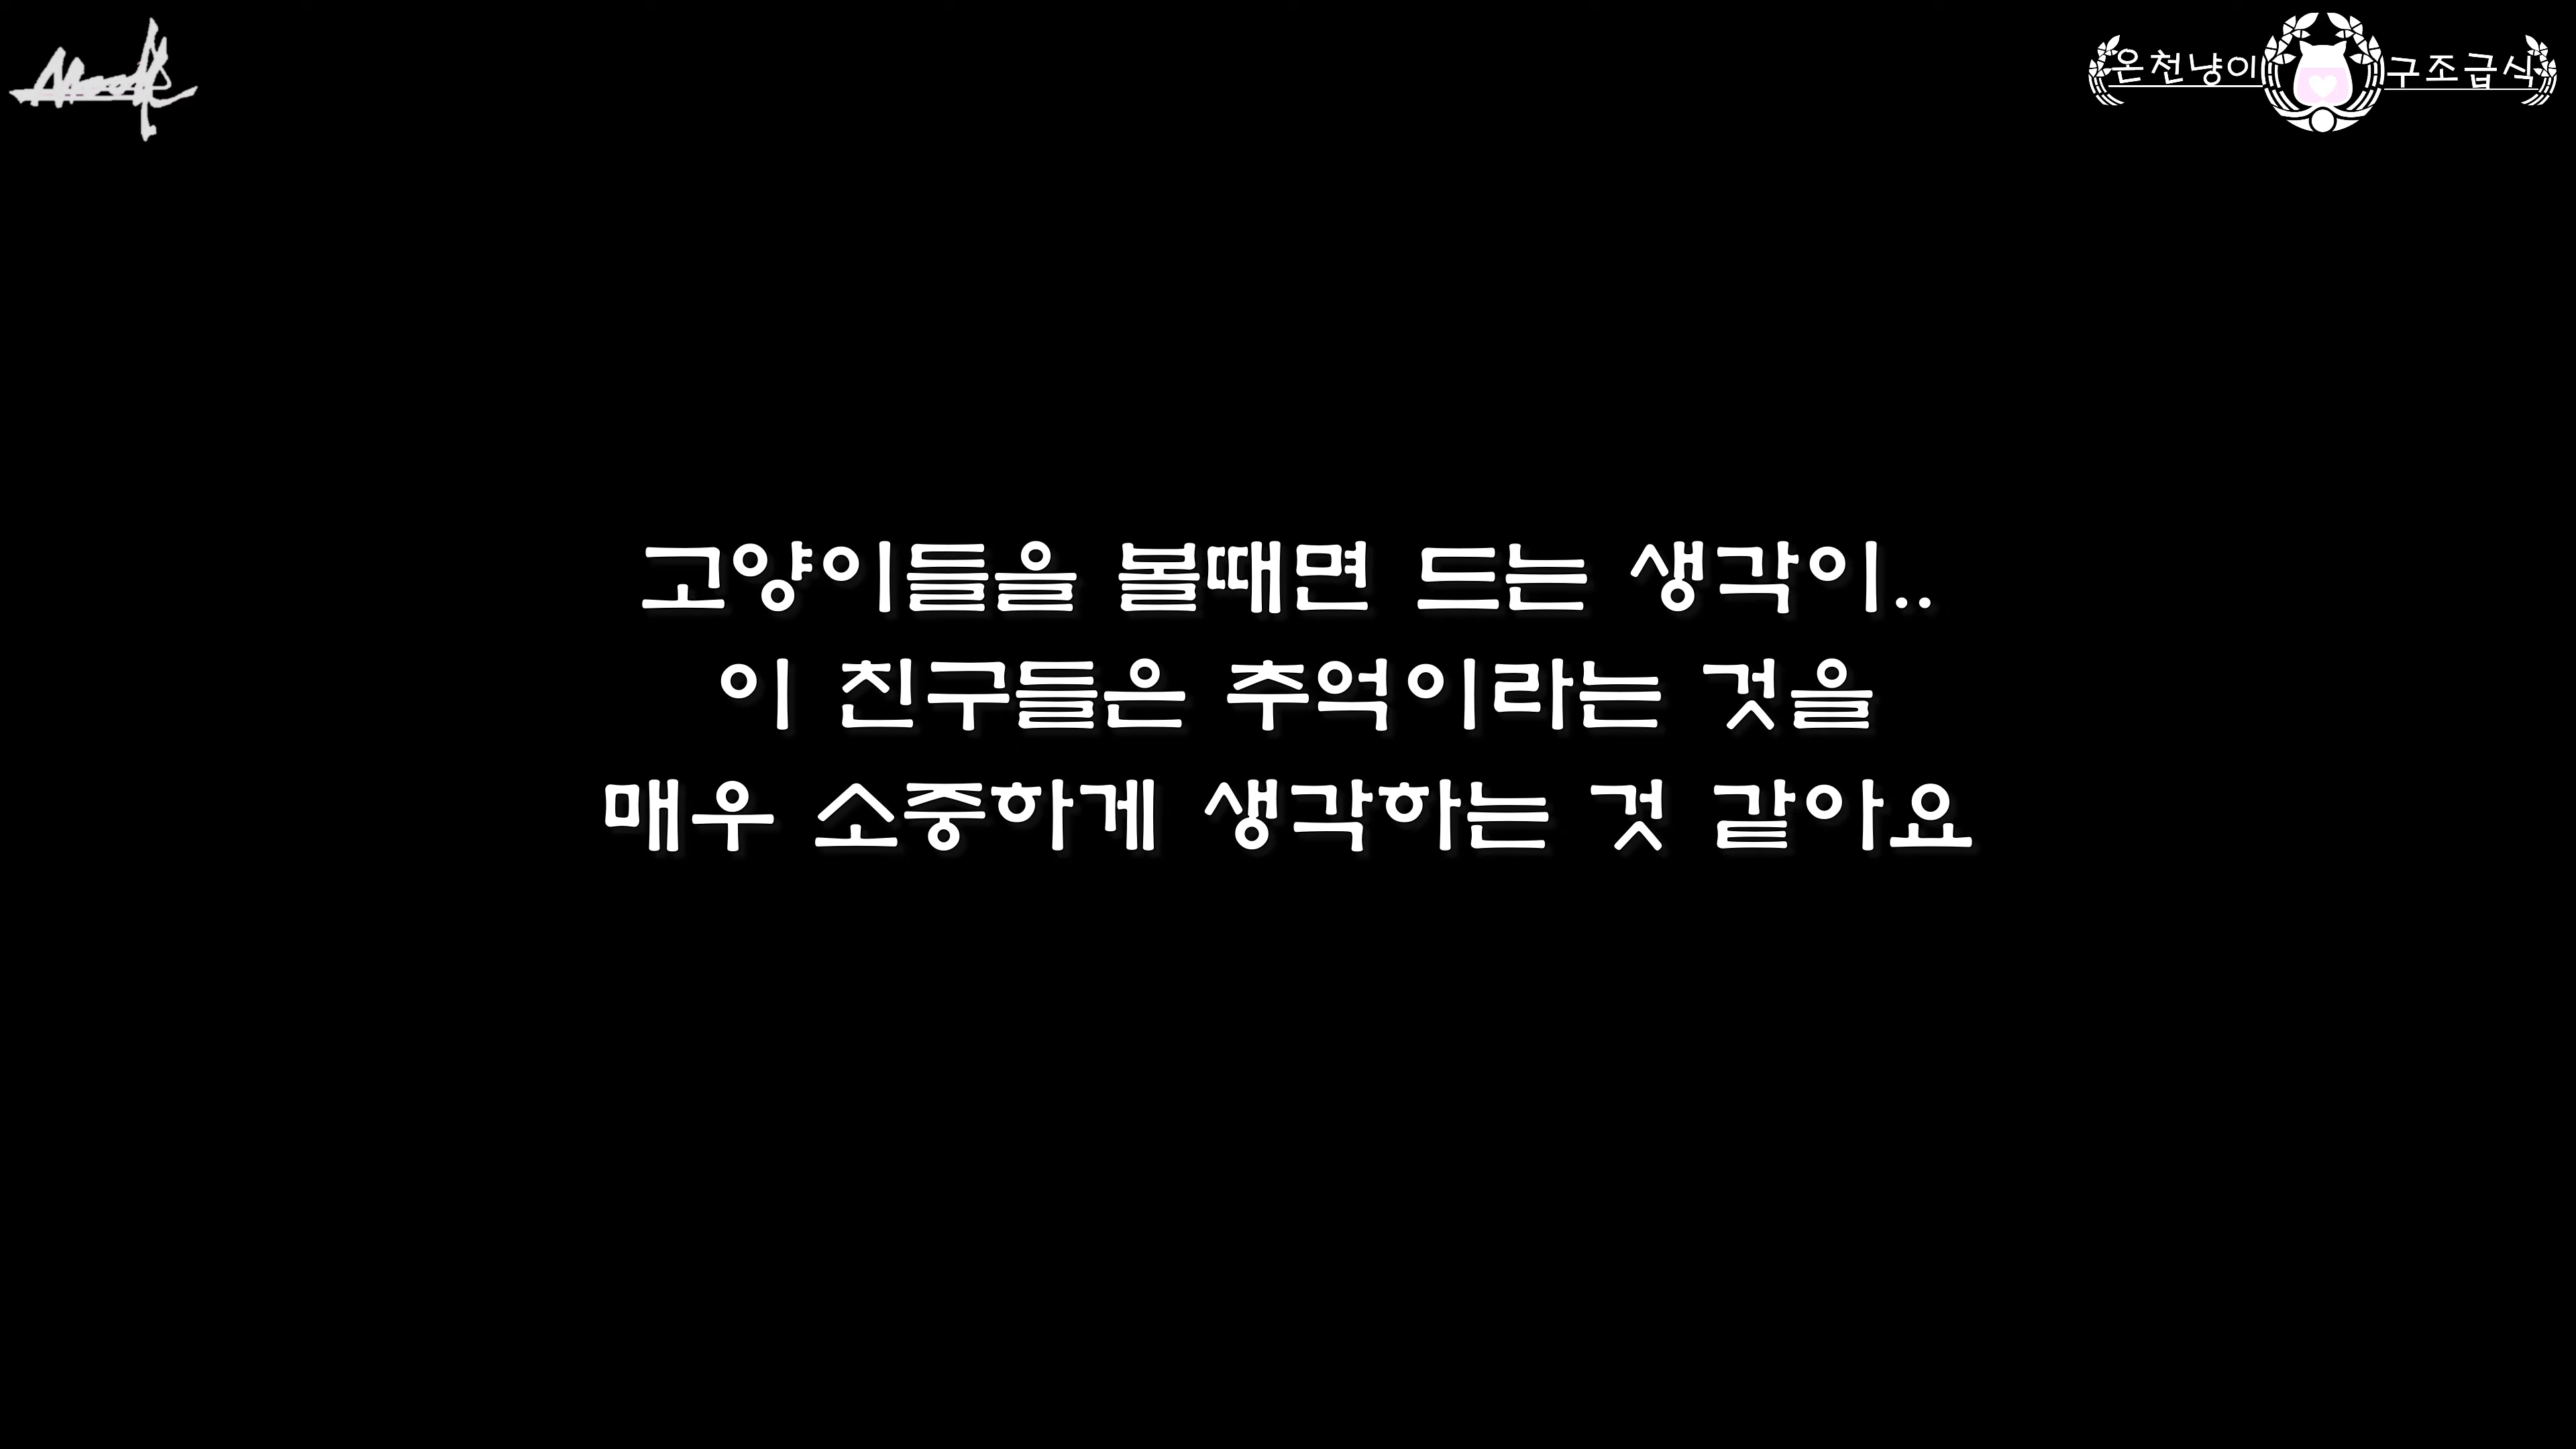 온천냥이 구조급식
고양이들을 볼때면 드는 생각이..
이 친구들은 추억이라는 것을
매우 소중하게 생각하는 것 같아요